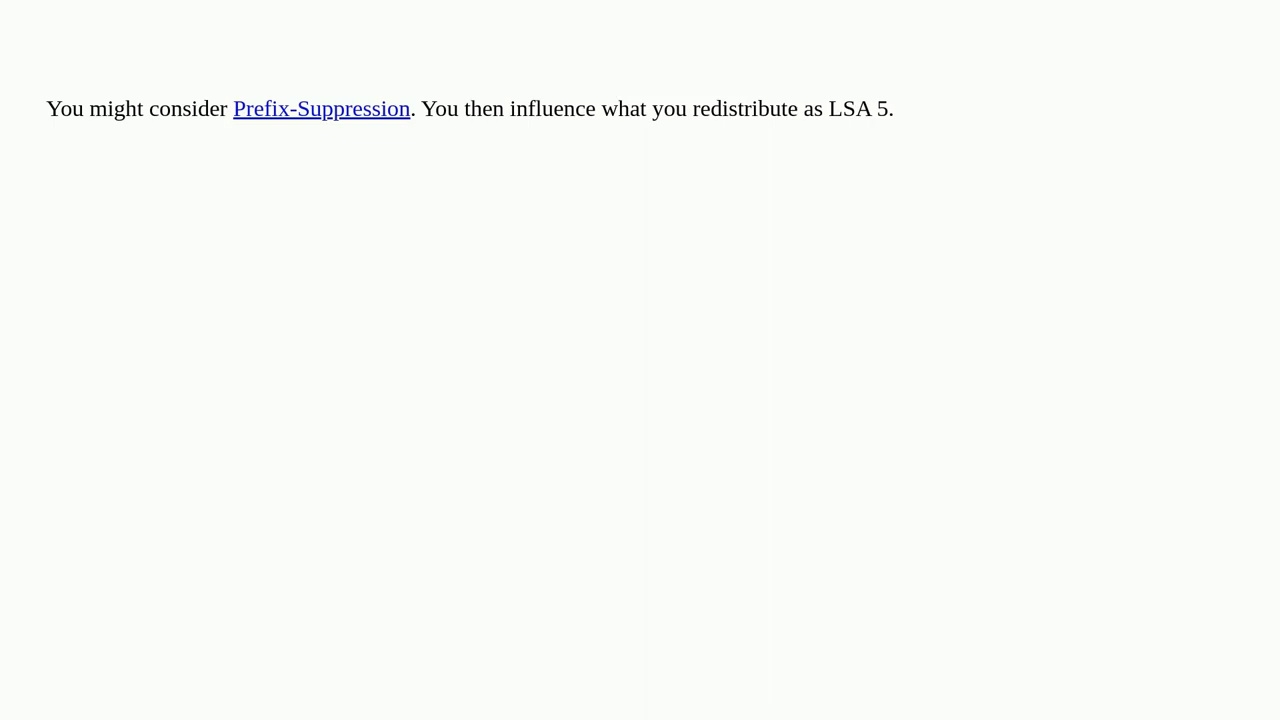 You might consider Prefix-Suppression. You then influence what you redistribute as LSA 5.